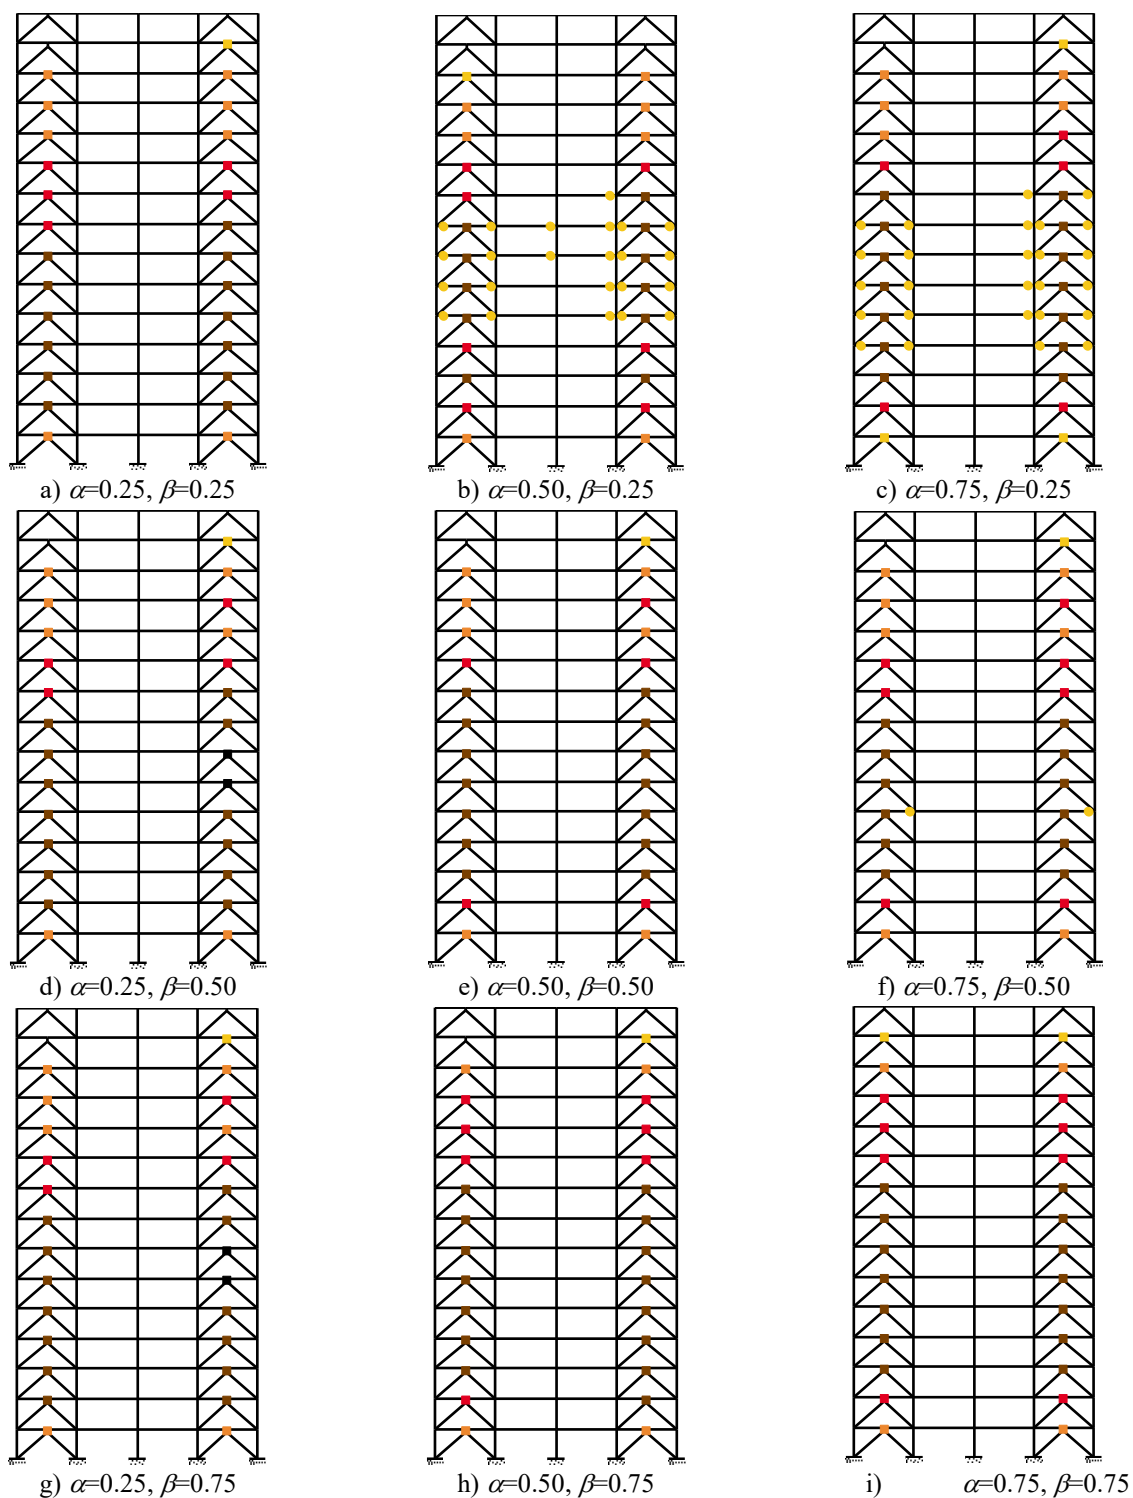 a) α=0.25, β=0.25
b) α=0.50, β=0.25
c) α=0.75, β=0.25
d) α=0.25, β=0.50
e) α=0.50, β=0.50
f) α=0.75, β=0.50
g) α=0.25, β=0.75
h) α=0.50, β=0.75
i) α=0.75, β=0.75